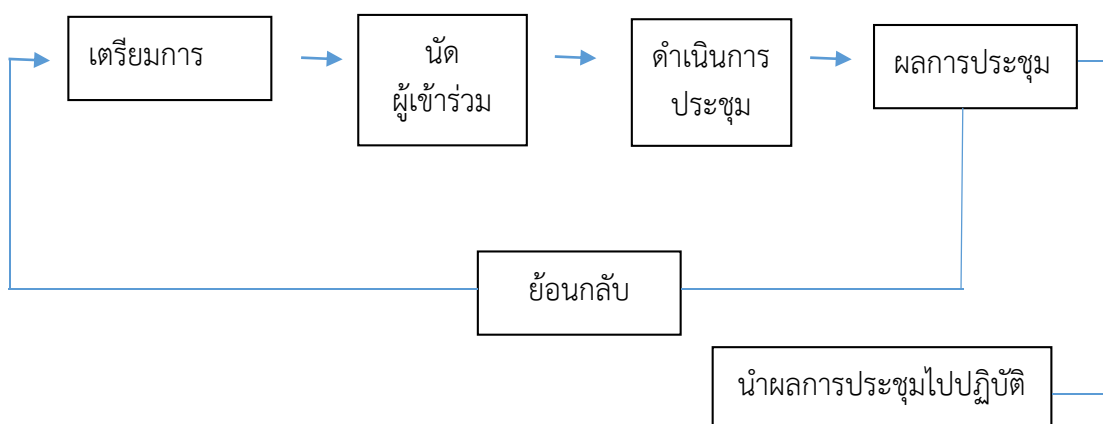 เตรียมการ
นัด
ผู้เข้าร่วม
ดำเนินการ
ประชุม
ผลการประชุม
ย้อนกลับ
นำผลการประชุมไปปฏิบัติ